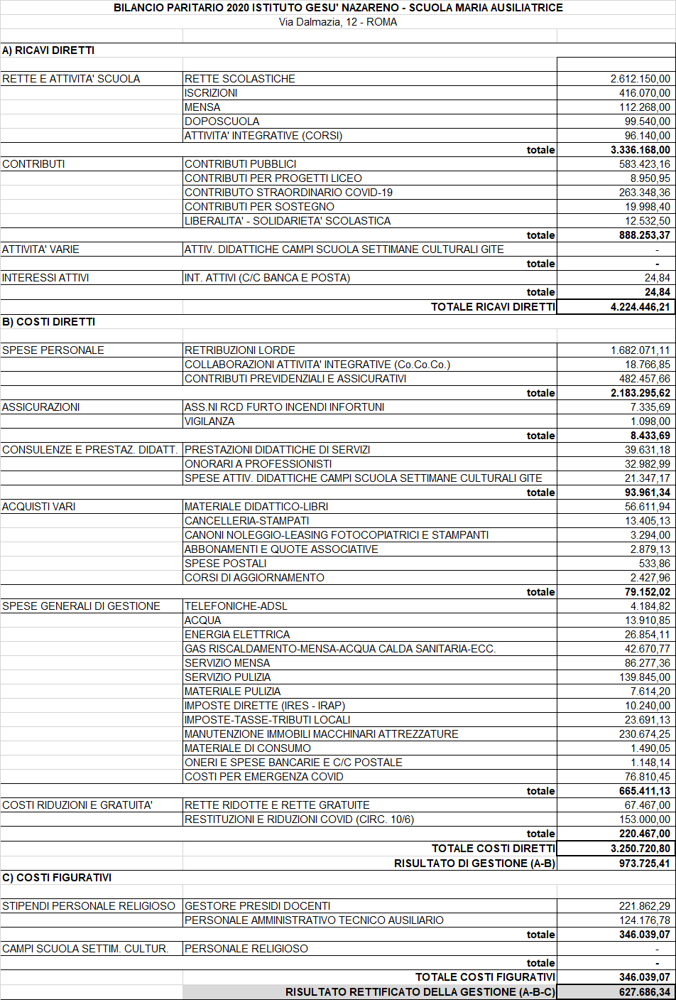 BILANCIO PARITARIO 2020 ISTITUTO GESU' NAZARENO - SCUOLA MARIA AUSILIATRICE
Via Dalmazia, 12 - ROMA
A) RICAVI DIRETTI
RETTE E ATTIVITA' SCUOLA RETTE SCOLASTICHE 2.612.150,00
ISCRIZIONI 416.070,00
MENSA 112.268,00
DOPOSCUOLA 99.540,00
ATTIVITA' INTEGRATIVE (CORSI) 96.140,00
totale 3.336.168,00
CONTRIBUTI CONTRIBUTI PUBBLICI 583.423,16
CONTRIBUTI PER PROGETTI LICEO 8.950,95
CONTRIBUTO STRAORDINARIO COVID-19 263.348,36
CONTRIBUTI PER SOSTEGNO 19.998,40
LIBERALITA' - SOLIDARIETA' SCOLASTICA 12.532,50
totale 888.253,37
ATTIVITA' VARIE ATTIV. DIDATTICHE CAMPI SCUOLA SETTIMANE CULTURALI GITE -
totale -
INTERESSI ATTIVI INT. ATTIVI (C/C BANCA E POSTA) 24,84
totale 24,84
TOTALE RICAVI DIRETTI 4.224.446,21
B) COSTI DIRETTI
SPESE PERSONALE RETRIBUZIONI LORDE 1.682.071,11
COLLABORAZIONI ATTIVITA' INTEGRATIVE (Co.Co.Co.) 18.766,85
CONTRIBUTI PREVIDENZIALI E ASSICURATIVI 482.457,66
totale 2.183.295,62
ASSICURAZIONI ASS.NI RCD FURTO INCENDI INFORTUNI 7.335,69
VIGILANZA 1.098,00
totale 8.433,69
CONSULENZE E PRESTAZ. DIDATT. PRESTAZIONI DIDATTICHE DI SERVIZI 39.631,18
ONORARI A PROFESSIONISTI 32.982,99
SPESE ATTIV. DIDATTICHE CAMPI SCUOLA SETTIMANE CULTURALI GITE 21.347,17
totale 93.961,34
ACQUISTI VARI MATERIALE DIDATTICO-LIBRI 56.611,94
CANCELLERIA-STAMPATI 13.405,13
CANONI NOLEGGIO-LEASING FOTOCOPIATRICI E STAMPANTI 3.294,00
ABBONAMENTI E QUOTE ASSOCIATIVE 2.879,13
SPESE POSTALI 533,86
CORSI DI AGGIORNAMENTO 2.427,96
totale 79.152,02
SPESE GENERALI DI GESTIONE TELEFONICHE-ADSL 4.184,82
ACQUA 13.910,85
ENERGIA ELETTRICA 26.854,11
GAS RISCALDAMENTO-MENSA-ACQUA CALDA SANITARIA-ECC. 42.670,77
SERVIZIO MENSA 86.277,36
SERVIZIO PULIZIA 139.845,00
MATERIALE PULIZIA 7.614,20
IMPOSTE DIRETTE (IRES - IRAP) 10.240,00
IMPOSTE-TASSE-TRIBUTI LOCALI 23.691,13
MANUTENZIONE IMMOBILI MACCHINARI ATTREZZATURE 230.674,25
MATERIALE DI CONSUMO 1.490,05
ONERI E SPESE BANCARIE E C/C POSTALE 1.148,14
COSTI PER EMERGENZA COVID 76.810,45
totale 665.411,13
COSTI RIDUZIONI E GRATUITA' RETTE RIDOTTE E RETTE GRATUITE 67.467,00
RESTITUZIONI E RIDUZIONI COVID (CIRC. 10/6) 153.000,00
totale 220.467,00
TOTALE COSTI DIRETTI 3.250.720,80
RISULTATO DI GESTIONE (A-B) 973.725,41
C) COSTI FIGURATIVI
STIPENDI PERSONALE RELIGIOSO GESTORE PRESIDI DOCENTI 221.862,29
PERSONALE AMMINISTRATIVO TECNICO AUSILIARIO 124.176,78
totale 346.039,07
CAMPI SCUOLA SETTIM. CULTUR. PERSONALE RELIGIOSO -
totale -
TOTALE COSTI FIGURATIVI 346.039,07
RISULTATO RETTIFICATO DELLA GESTIONE (A-B-C) 627.686,34